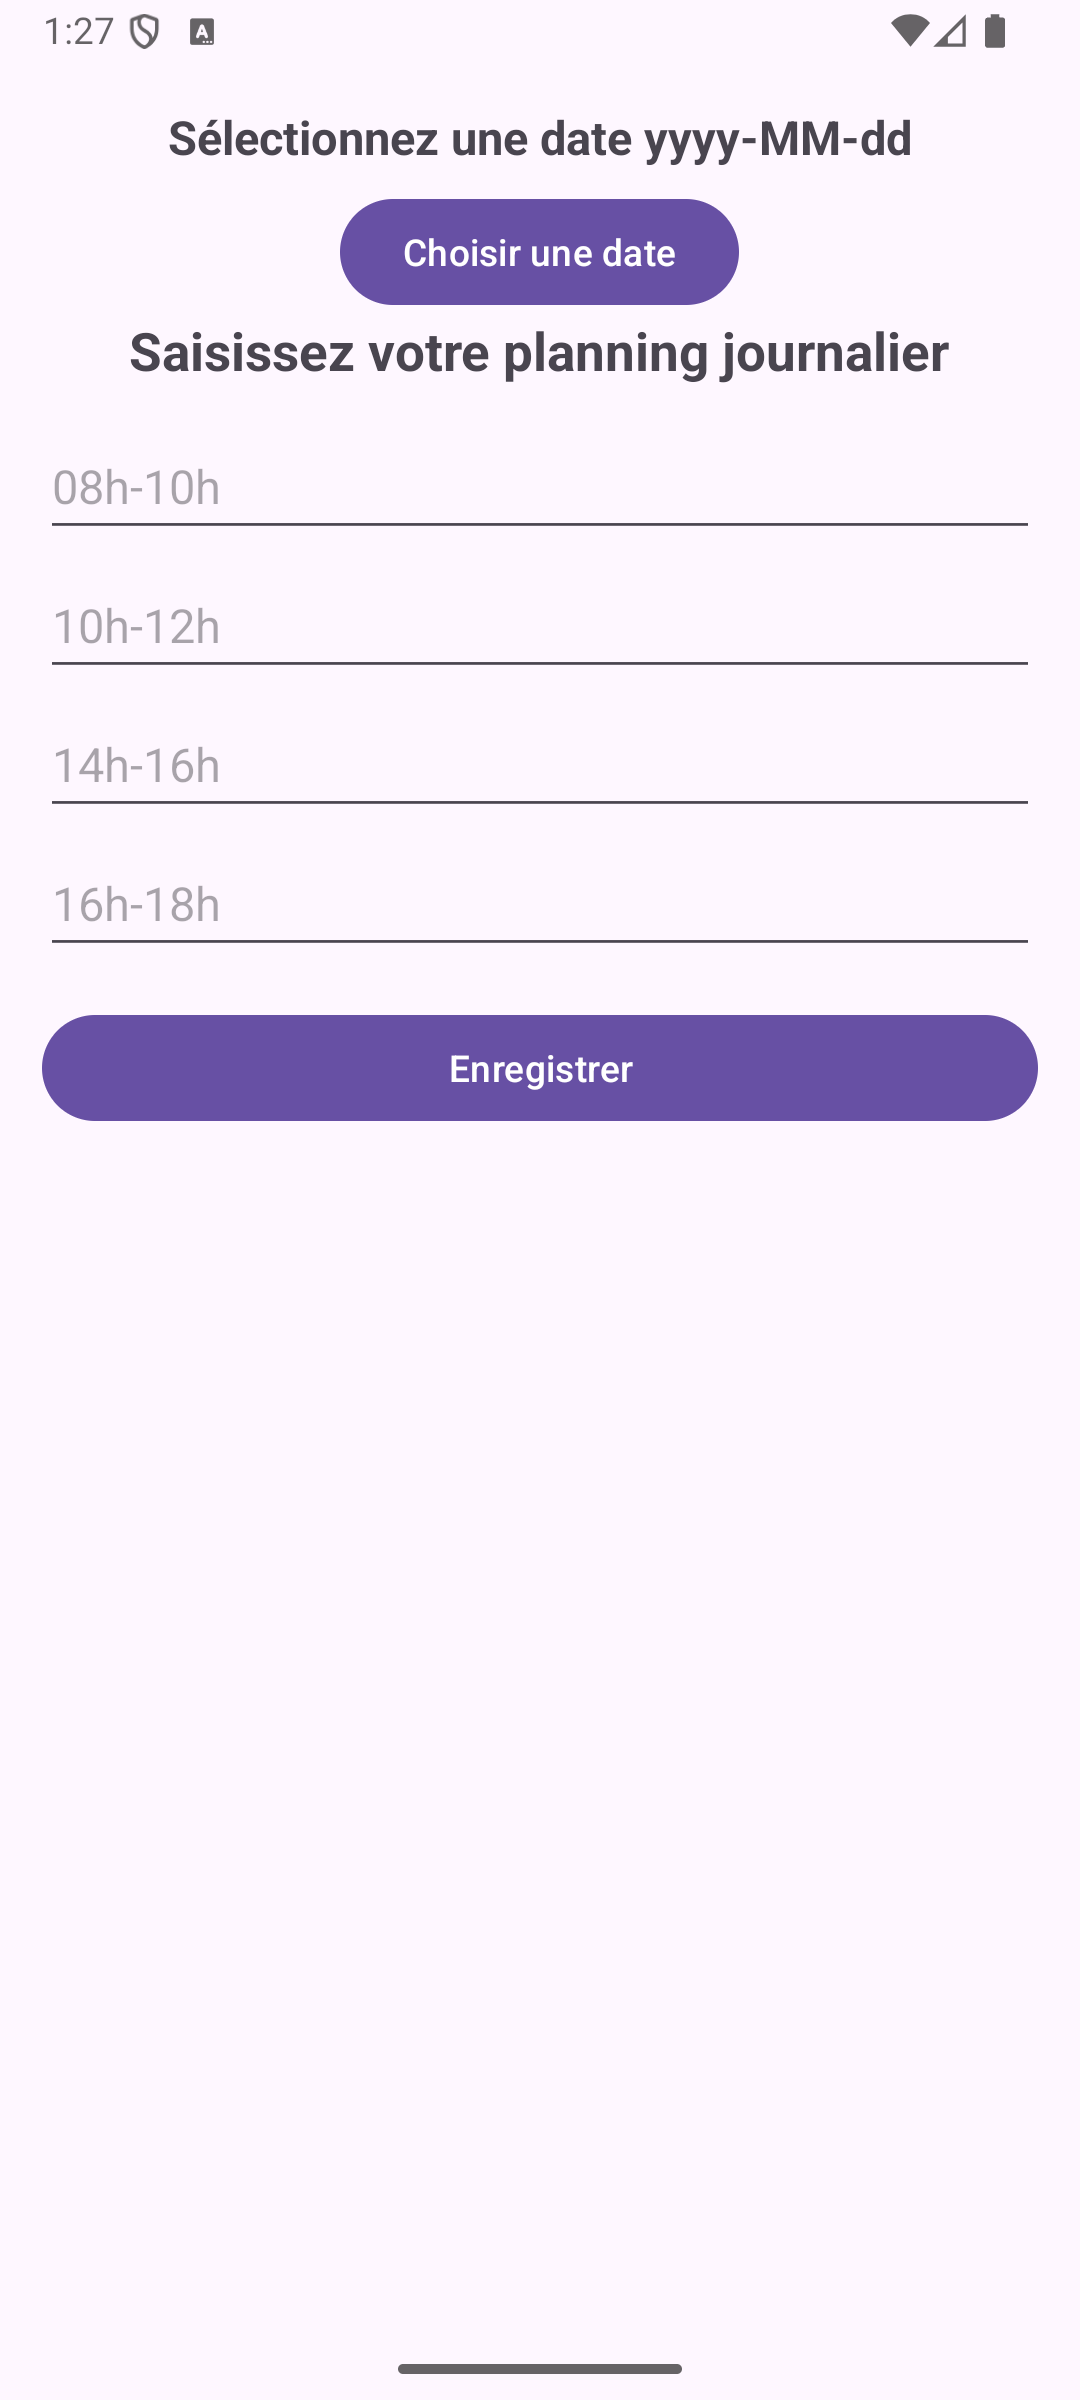 1:27
Sélectionnez une date yyyy-MM-dd
Choisir une date
Saisissez votre planning journalier
08h-10h
10h-12h
14h-16h
16h-18h
Enregistrer